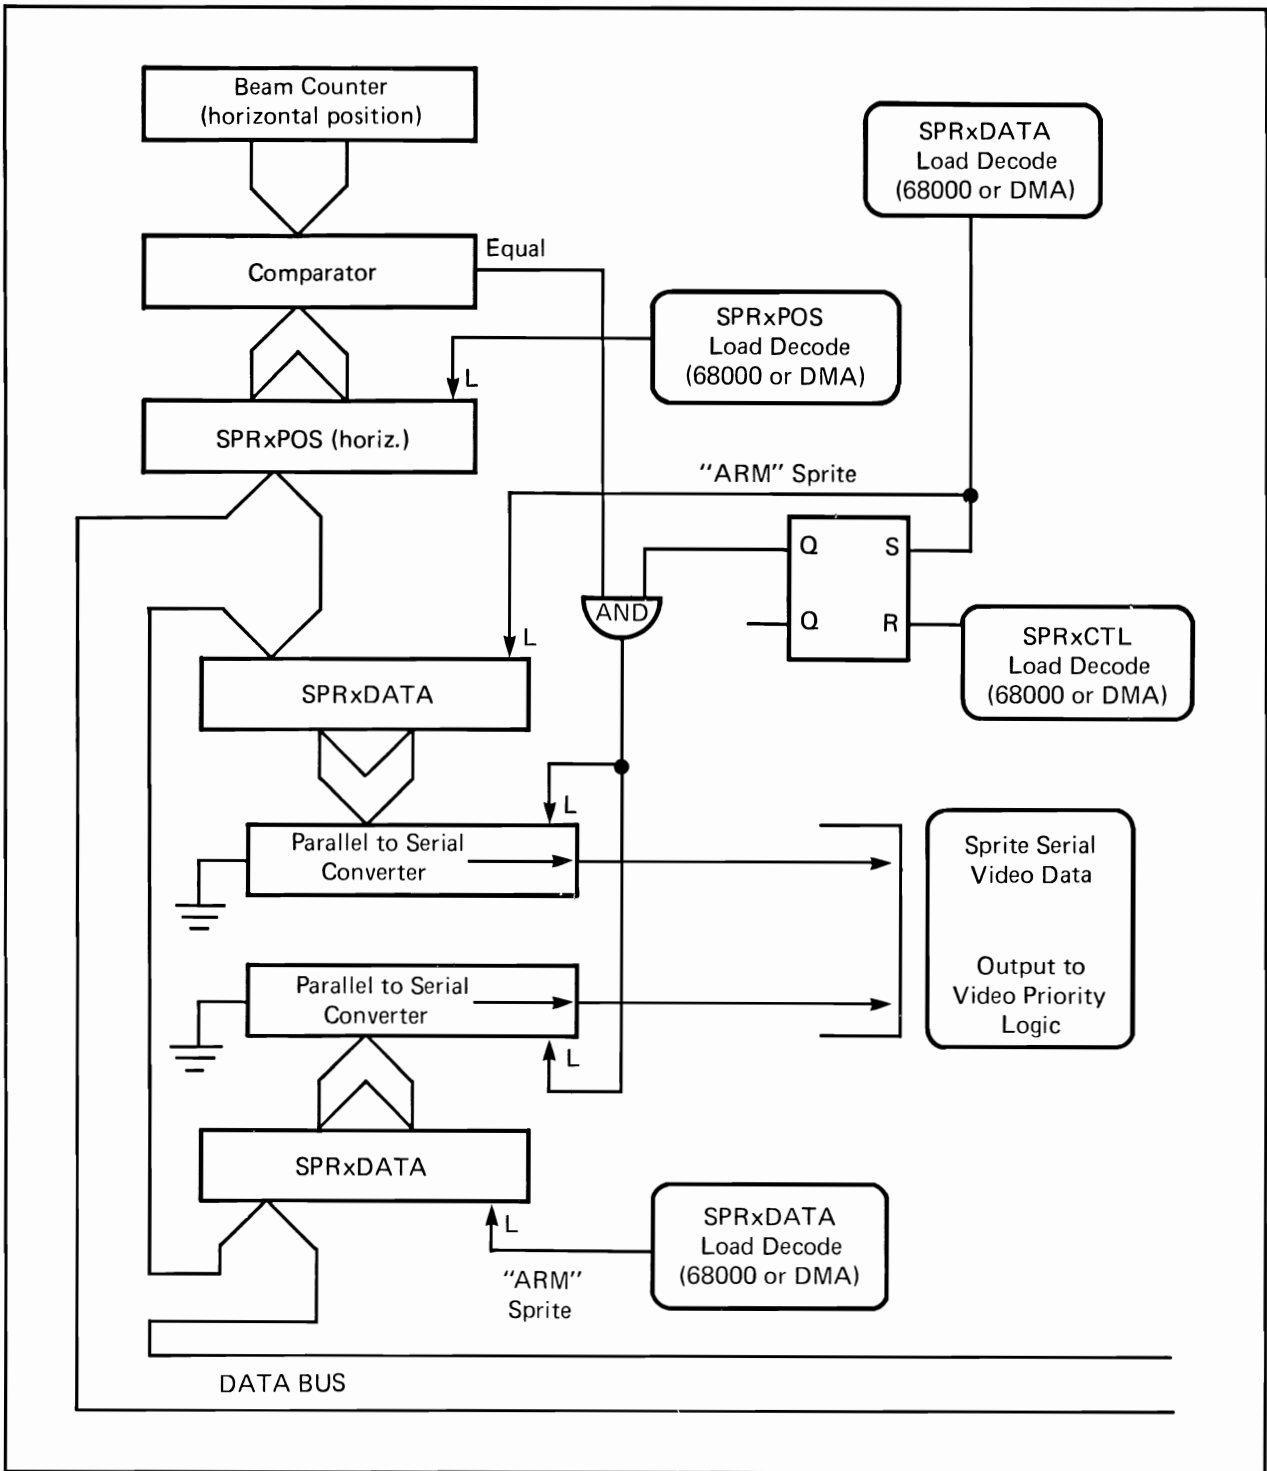 Beam Counter
(horizontal position)
SPRxDATA
Load Decode
(68000 or DMA)
Equal
Comparator
SPRxPOS
Load Decode
(68000 or DMA)
L
SPRxPOS (horiz.)
"ARM" Sprite
Q S
AND
Q R
SPRxCTL
Load Decode
(68000 or DMA)
L
SPRxDATA
L
Parallel to Serial
Converter
Sprite Serial
Video Data
Parallel to Serial
Converter
Output to
Video Priority
Logic
L
SPRxDATA
L
SPRxDATA
Load Decode
(68000 or DMA)
"ARM"
Sprite
DATA BUS